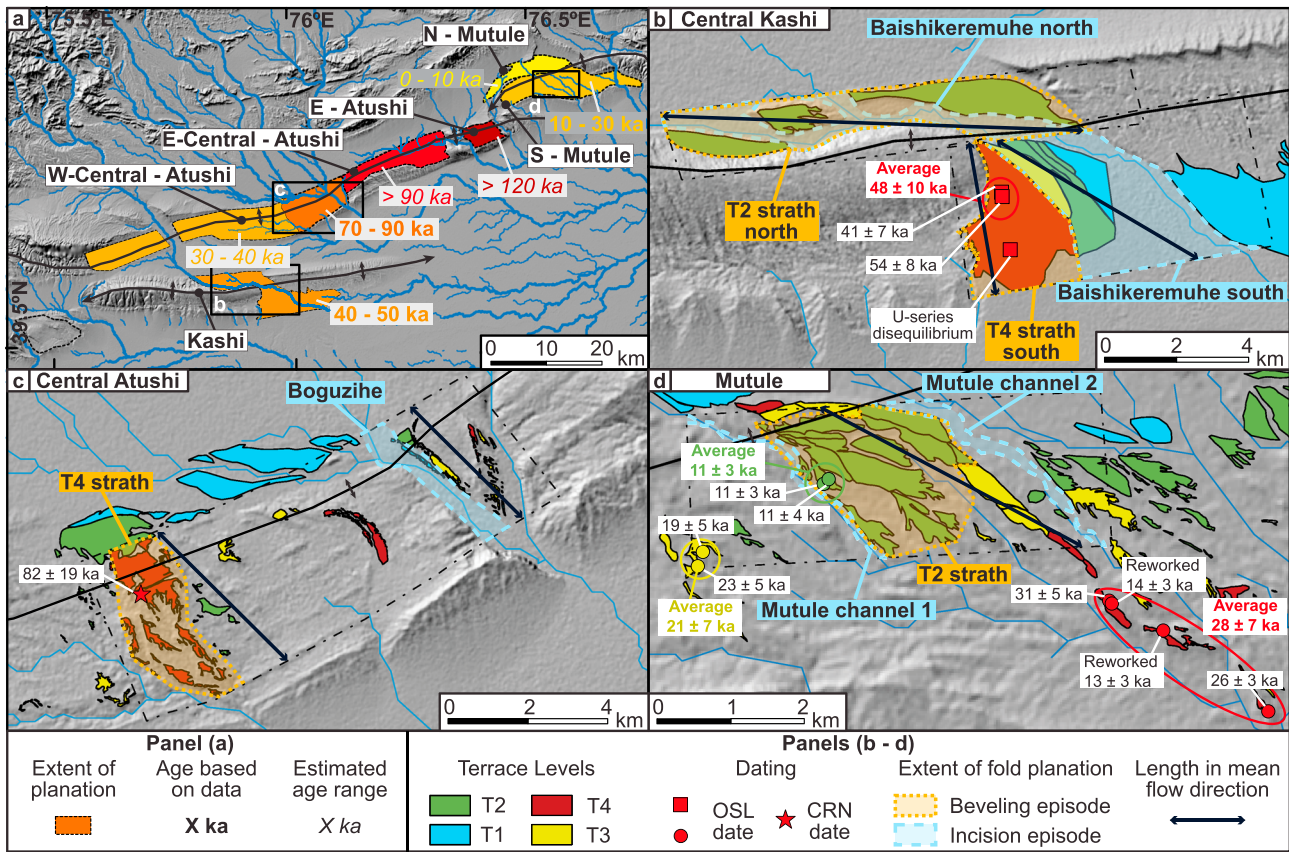 a
75.5ºE
76ºE
76.5ºE
39.5ºN
N - Mutule
0 - 10 ka
d
10 - 30 ka
E - Atushi
S - Mutule
E-Central - Atushi
> 120 ka
W-Central - Atushi
c
> 90 ka
70 - 90 ka
30 - 40 ka
b
40 - 50 ka
Kashi
0 10 20
km
b Central Kashi
Baishikeremuhe north
Average
48 ± 10 ka
T2 strath
north
41 ± 7 ka
54 ± 8 ka
U-series
disequilibrium
Baishikeremuhe south
T4 strath
south
0 2 4
km
c Central Atushi
Boguzihe
T4 strath
82 ± 19 ka
0 2 4
km
d Mutule
Mutule channel 2
Average
11 ± 3 ka
11 ± 3 ka
11 ± 4 ka
19 ± 5 ka
23 ± 5 ka
Average
21 ± 7 ka
T2 strath
Mutule channel 1
Reworked
14 ± 3 ka
31 ± 5 ka
Average
28 ± 7 ka
Reworked
13 ± 3 ka
26 ± 3 ka
0 1 2
km
Panel (a)
Extent of
planation
Age based
on data
X ka
Estimated
age range
X ka
Panels (b - d)
Terrace Levels
T2
T4
T1
T3
Dating
OSL
date
CRN
date
Extent of fold planation
Beveling episode
Incision episode
Length in mean
flow direction